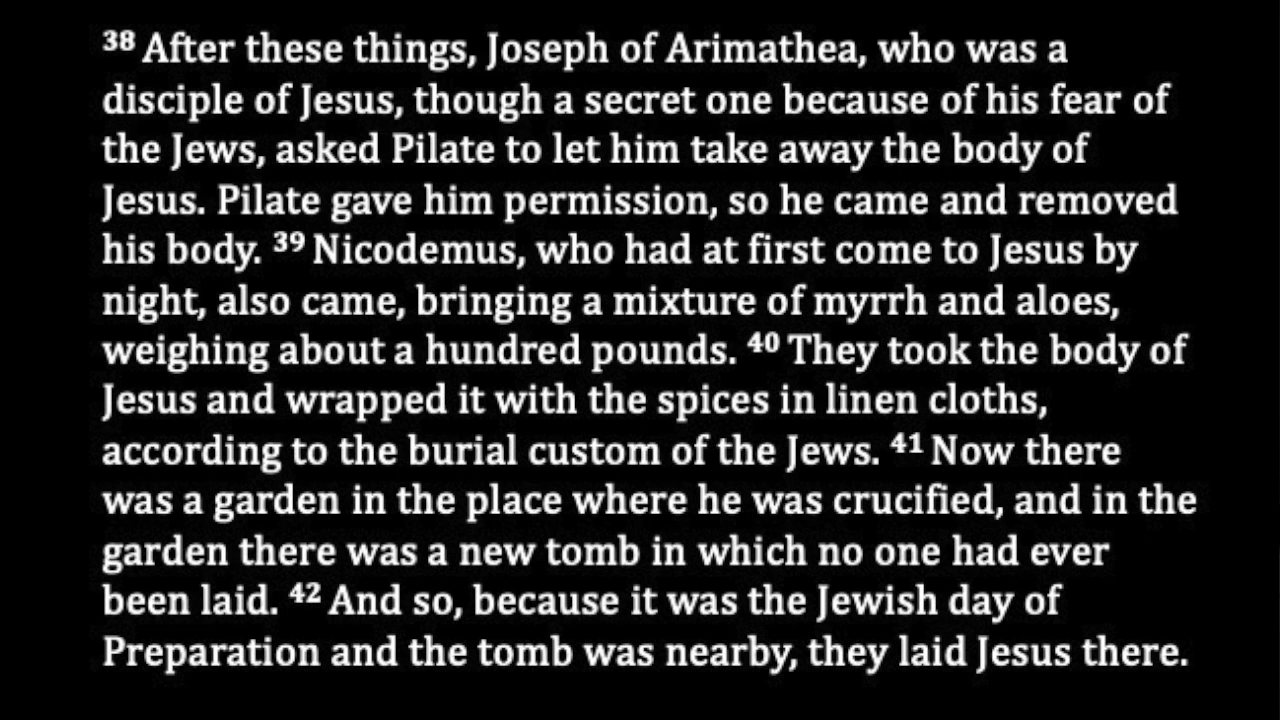 38 After these things, Joseph of Arimathea, who was a
disciple of Jesus, though a secret one because of his fear of
the Jews, asked Pilate to let him take away the body of
Jesus. Pilate gave him permission, so he came and removed
his body. 39 Nicodemus, who had at first come to Jesus by
night, also came, bringing a mixture of myrrh and aloes,
weighing about a hundred pounds. 40 They took the body of
Jesus and wrapped it with the spices in linen cloths,
according to the burial custom of the Jews. 41 Now there
was a garden in the place where he was crucified, and in the
garden there was a new tomb in which no one had ever
been laid. 42 And so, because it was the Jewish day of
Preparation and the tomb was nearby, they laid Jesus there.